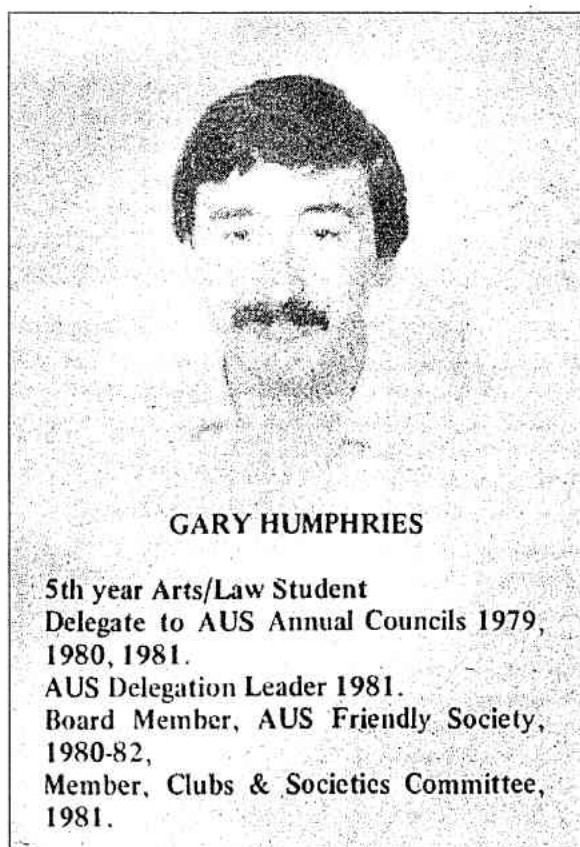 GARY HUMPHRIES
5th year Arts/Law Student
Delegate to AUS Annual Councils 1979,
1980, 1981.
AUS Delegation Leader 1981.
Board Member, AUS Friendly Society,
1980-82,
Member, Clubs & Societies Committee,
1981.